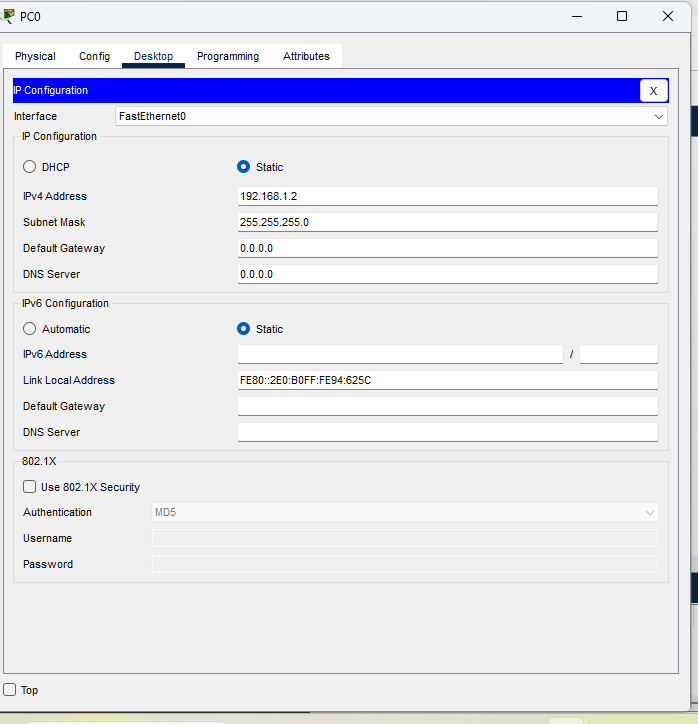 PC0
Physical Config Desktop Programming Attributes
IP Configuration X
Interface FastEthernet0
IP Configuration
DHCP Static
IPv4 Address 192.168.1.2
Subnet Mask 255.255.255.0
Default Gateway 0.0.0.0
DNS Server 0.0.0.0
IPv6 Configuration
Automatic Static
IPv6 Address /
Link Local Address FE80::2E0:B0FF:FE94:625C
Default Gateway
DNS Server
802.1X
Use 802.1X Security
Authentication MD5
Username
Password
Top